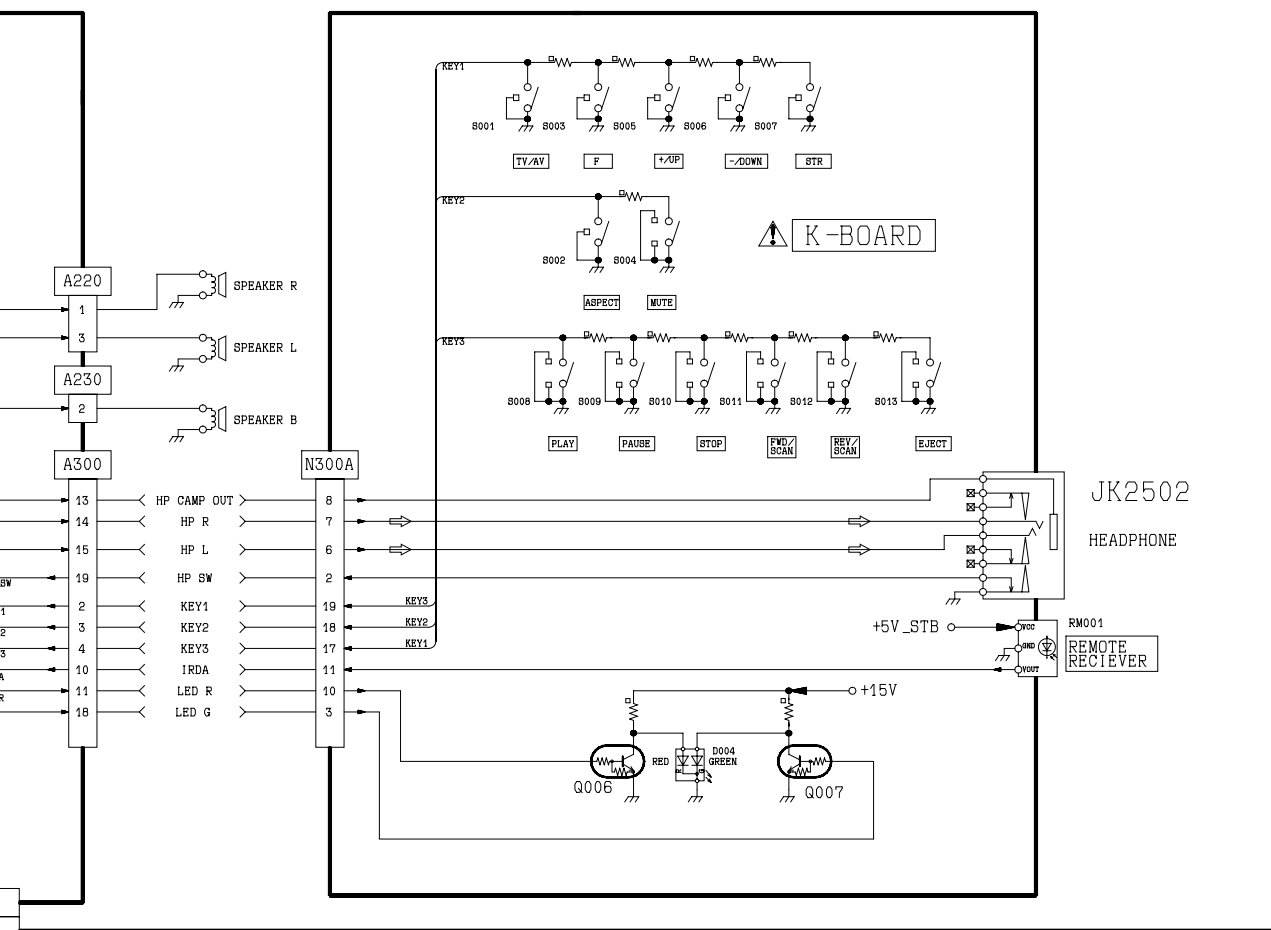 KEY1
S001 S003 S005 S006 S007
TV/AV F +/UP -/DOWN STR
KEY2
S002 S004
K-BOARD
ASPECT MUTE
A220
1
3
SPEAKER R
SPEAKER L
A230
2
SPEAKER B
KEY3
S008 S009 S010 S011 S012 S013
PLAY PAUSE STOP FWD/ REV/ EJECT
SCAN SCAN
A300 N300A
13 HP CAMP OUT 8
14 HP R 7
15 HP L 6
SW 19 HP SW 2
1 2 KEY1 19 KEY3
2 3 KEY2 18 KEY2
3 4 KEY3 17 KEY1
A 10 IRDA 11
R 11 LED R 10
18 LED G 3
JK2502
HEADPHONE
+5V_STB
VCC
GND
VOUT
RM001
REMOTE
RECIEVER
+15V
Q006
RED
D004
GREEN
Q007